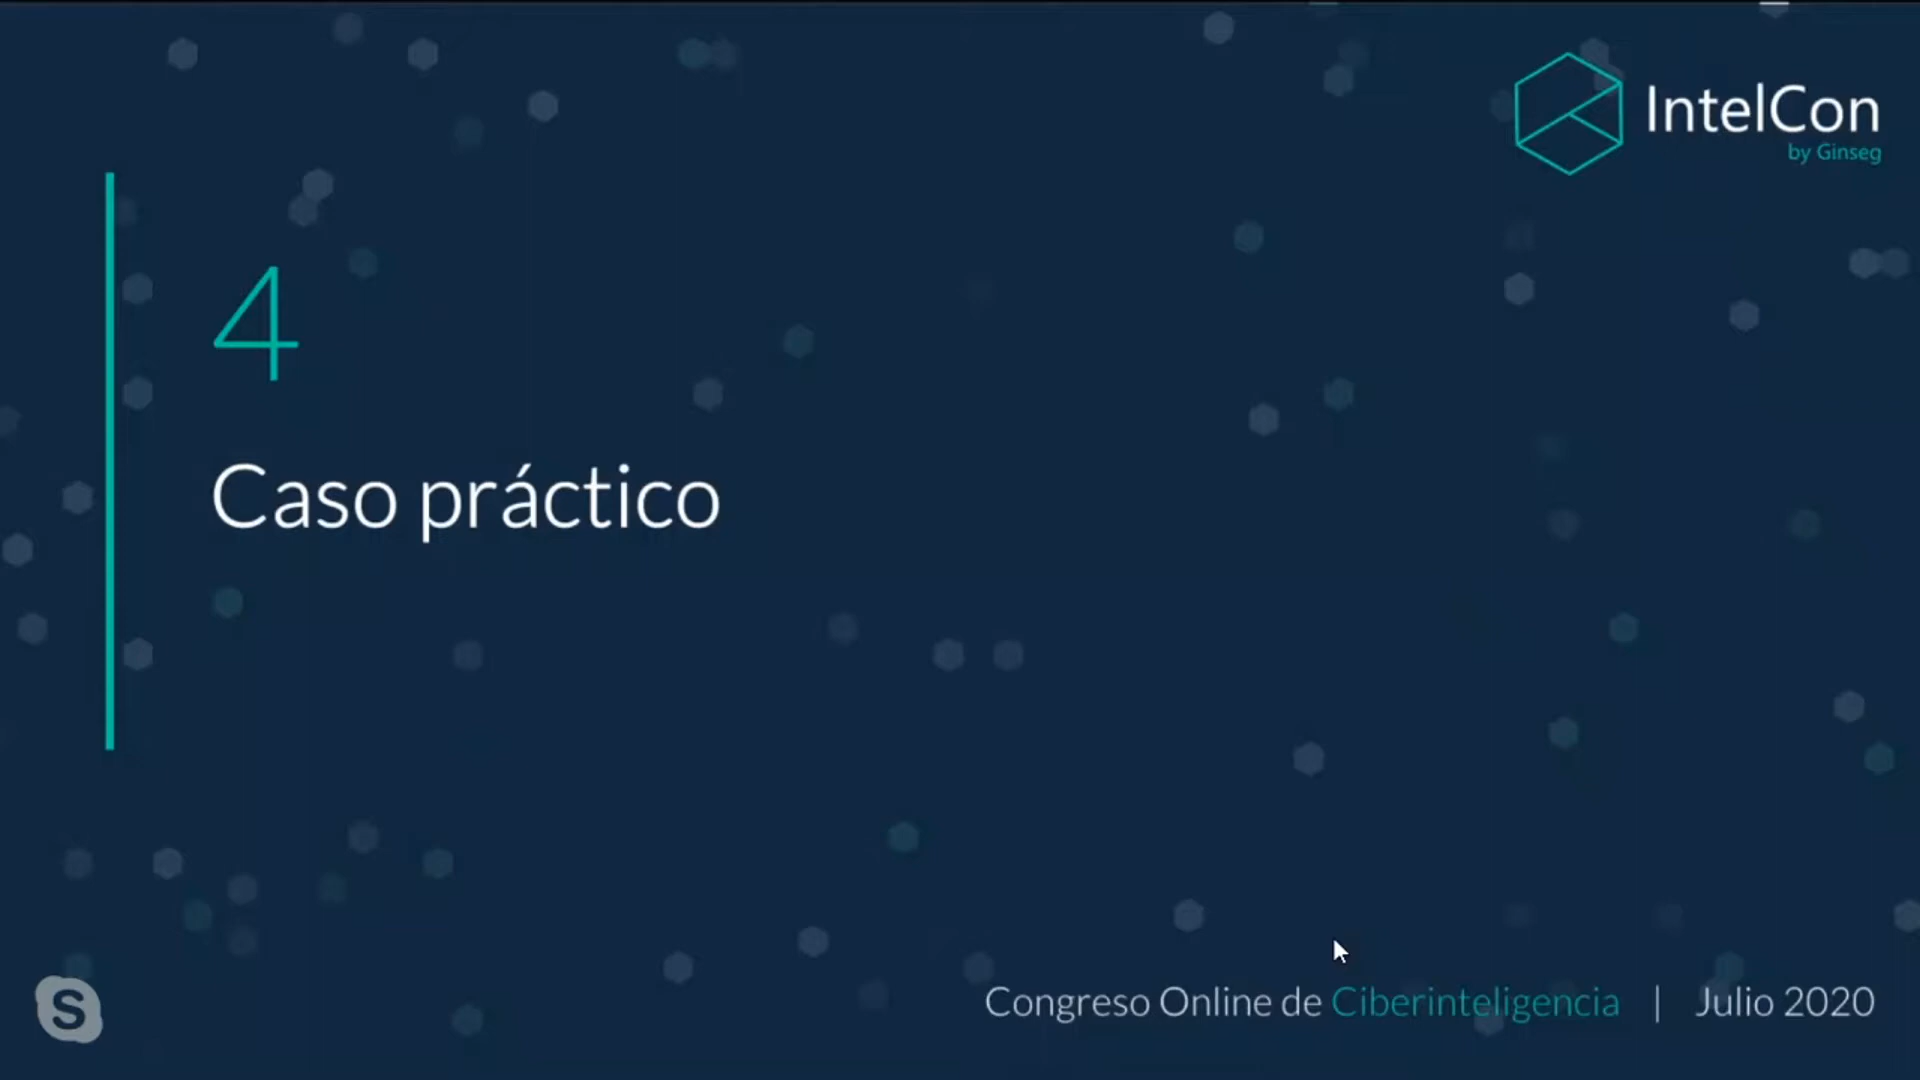 IntelCon
by Ginseg
4
Caso práctico
S
Congreso Online de Ciberinteligencia | Julio 2020